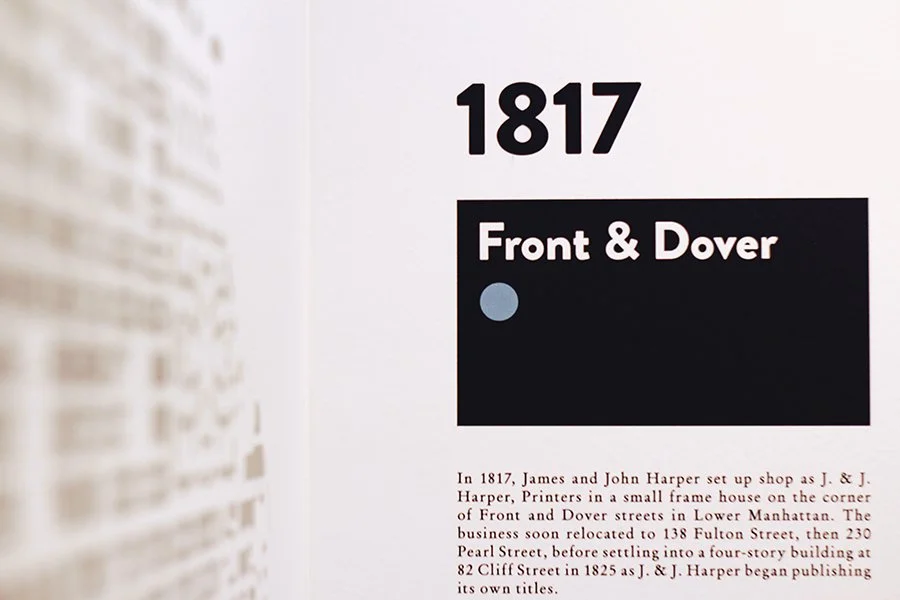 1817
Front & Dover
In 1817, James and John Harper set up shop as J. & J.
Harper, Printers in a small frame house on the corner
of Front and Dover streets in Lower Manhattan. The
business soon relocated to 138 Fulton Street, then 230
Pearl Street, before settling into a four-story building at
82 Cliff Street in 1825 as J. & J. Harper began publishing
its own titles.